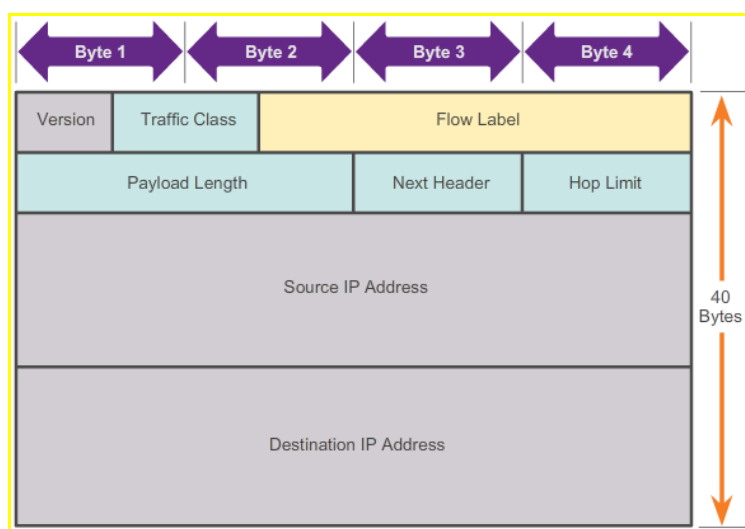 Byte 1 Byte 2 Byte 3 Byte 4
Version Traffic Class Flow Label
Payload Length Next Header Hop Limit
Source IP Address
40
Bytes
Destination IP Address